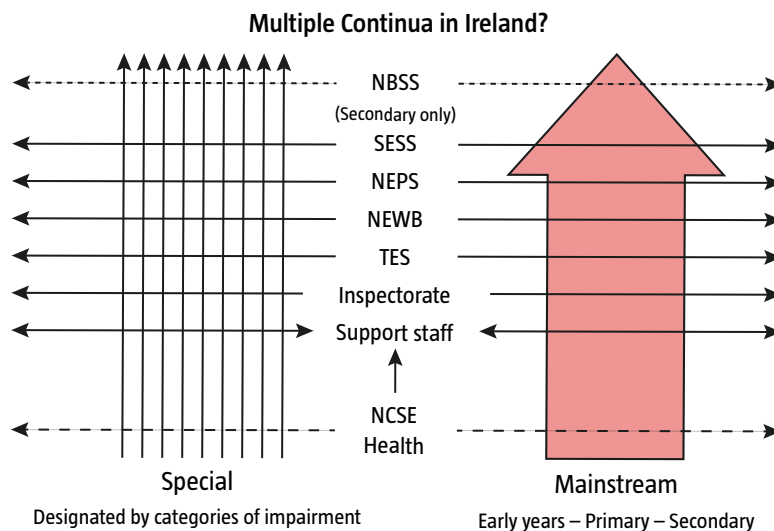 Multiple Continua in Ireland?
NBSS
(Secondary only)
SESS
NEPS
NEWB
TES
Inspectorate
Support staff
NCSE
Health
Special
Designated by categories of impairment
Mainstream
Early years – Primary – Secondary